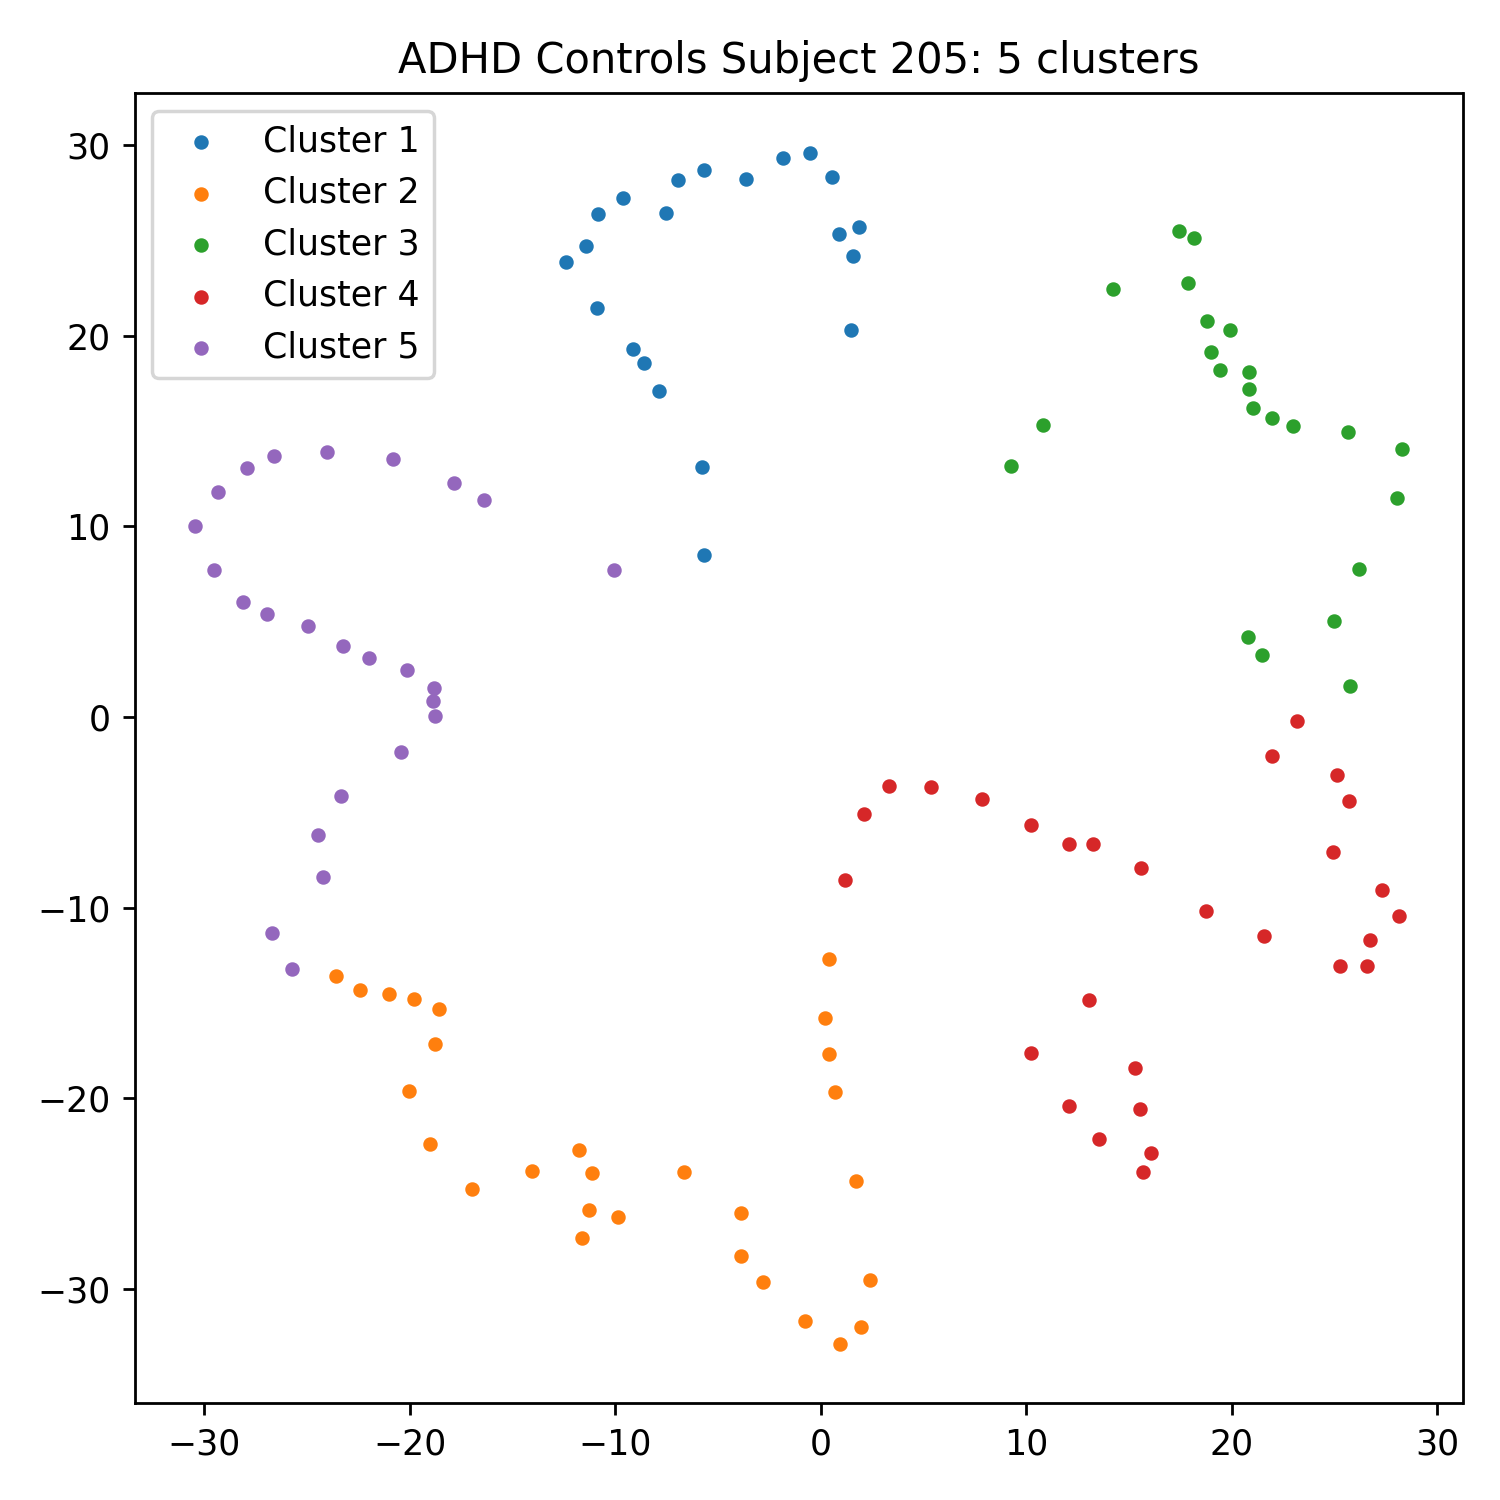 ADHD Controls Subject 205: 5 clusters
Cluster 1
Cluster 2
Cluster 3
Cluster 4
Cluster 5
30
20
10
0
−10
−20
−30
−30 −20 −10 0 10 20 30